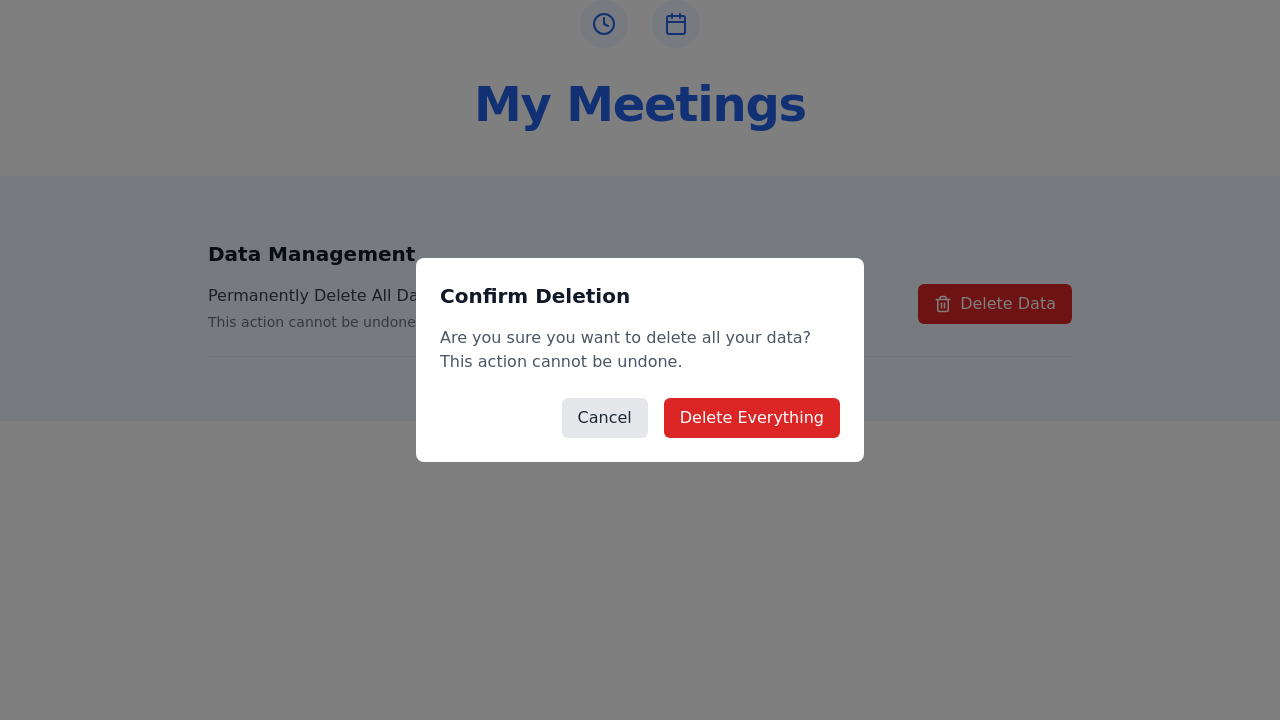 My Meetings
Data Management
Permanently Delete All Da
This action cannot be undone
Delete Data
Confirm Deletion
Are you sure you want to delete all your data?
This action cannot be undone.
Cancel
Delete Everything